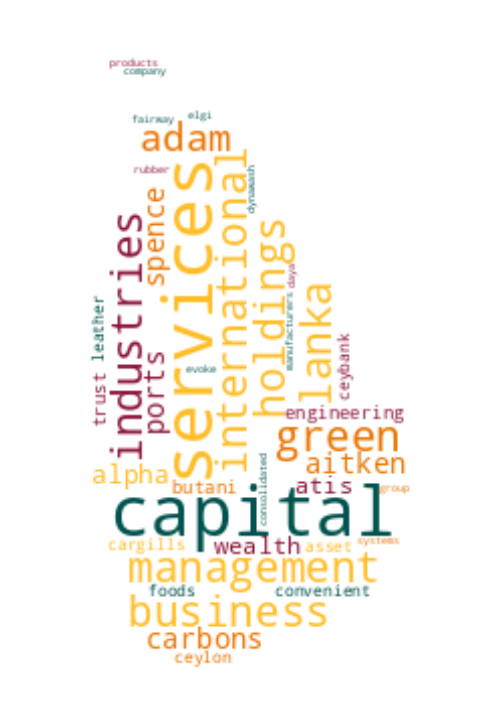 products
company
fairway
elgi
adam
rubber
dynawash
spence
services
international
industries
holdings
daya
lanka
manufacturers
leather
ceybank
trust
ports
evoke
engineering
green
aitken
alpha
butani
consolidated
atis
group
capital
cargills
wealth
asset
systems
management
foods
convenient
business
carbons
ceylon